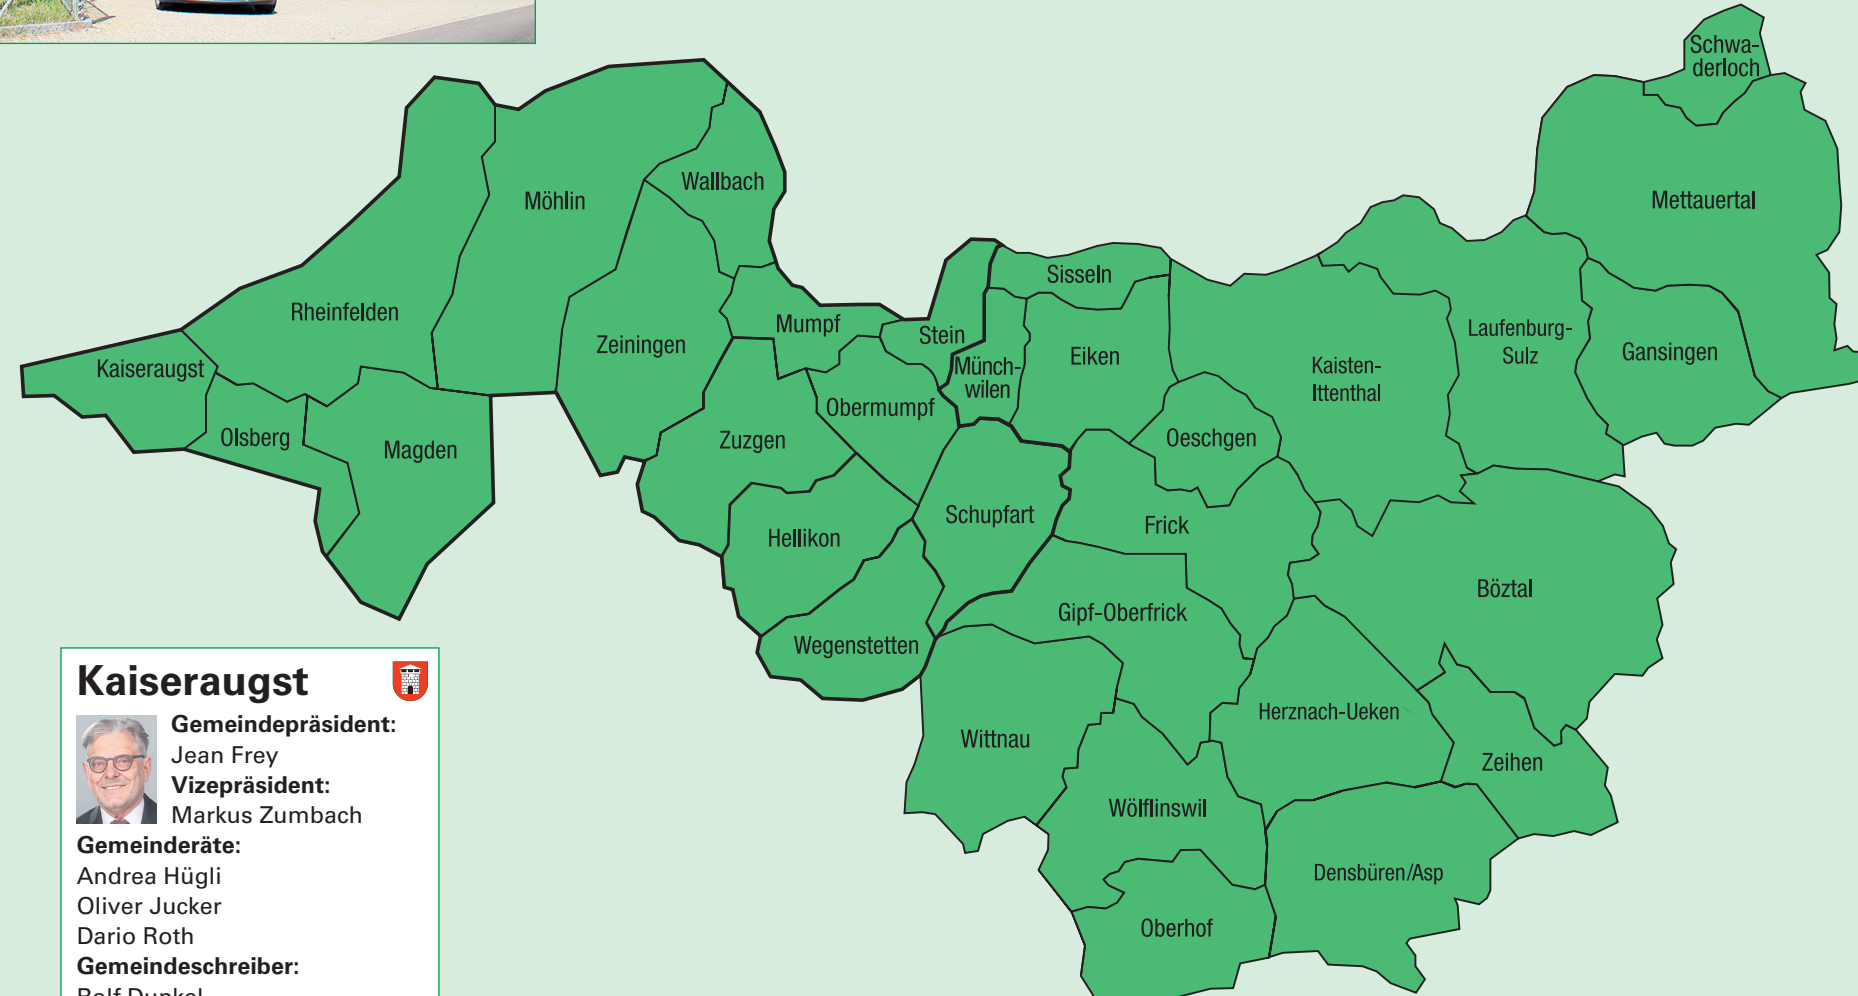 Schwa-
derloch
Mettauertal
Möhlin
Wallbach
Sisseln
Rheinfelden
Mumpf
Stein
Zeiningen
Eiken
Laufenburg-
Sulz
Gansingen
Kaiseraugst
Münch-
wilen
Kaisten-
Ittenthal
Obermumpf
Olsberg
Magden
Zuzgen
Oeschgen
Schupfart
Frick
Hellikon
Böztal
Gipf-Oberfrick
Wegenstetten
Herznach-Ueken
Wittnau
Zeihen
Wölflinswil
Densbüren/Asp
Oberhof
Kaiseraugst
Gemeindepräsident:
Jean Frey
Vizepräsident:
Markus Zumbach
Gemeinderäte:
Andrea Hügli
Oliver Jucker
Dario Roth
Gemeindeschreiber:
Rolf Dunkel